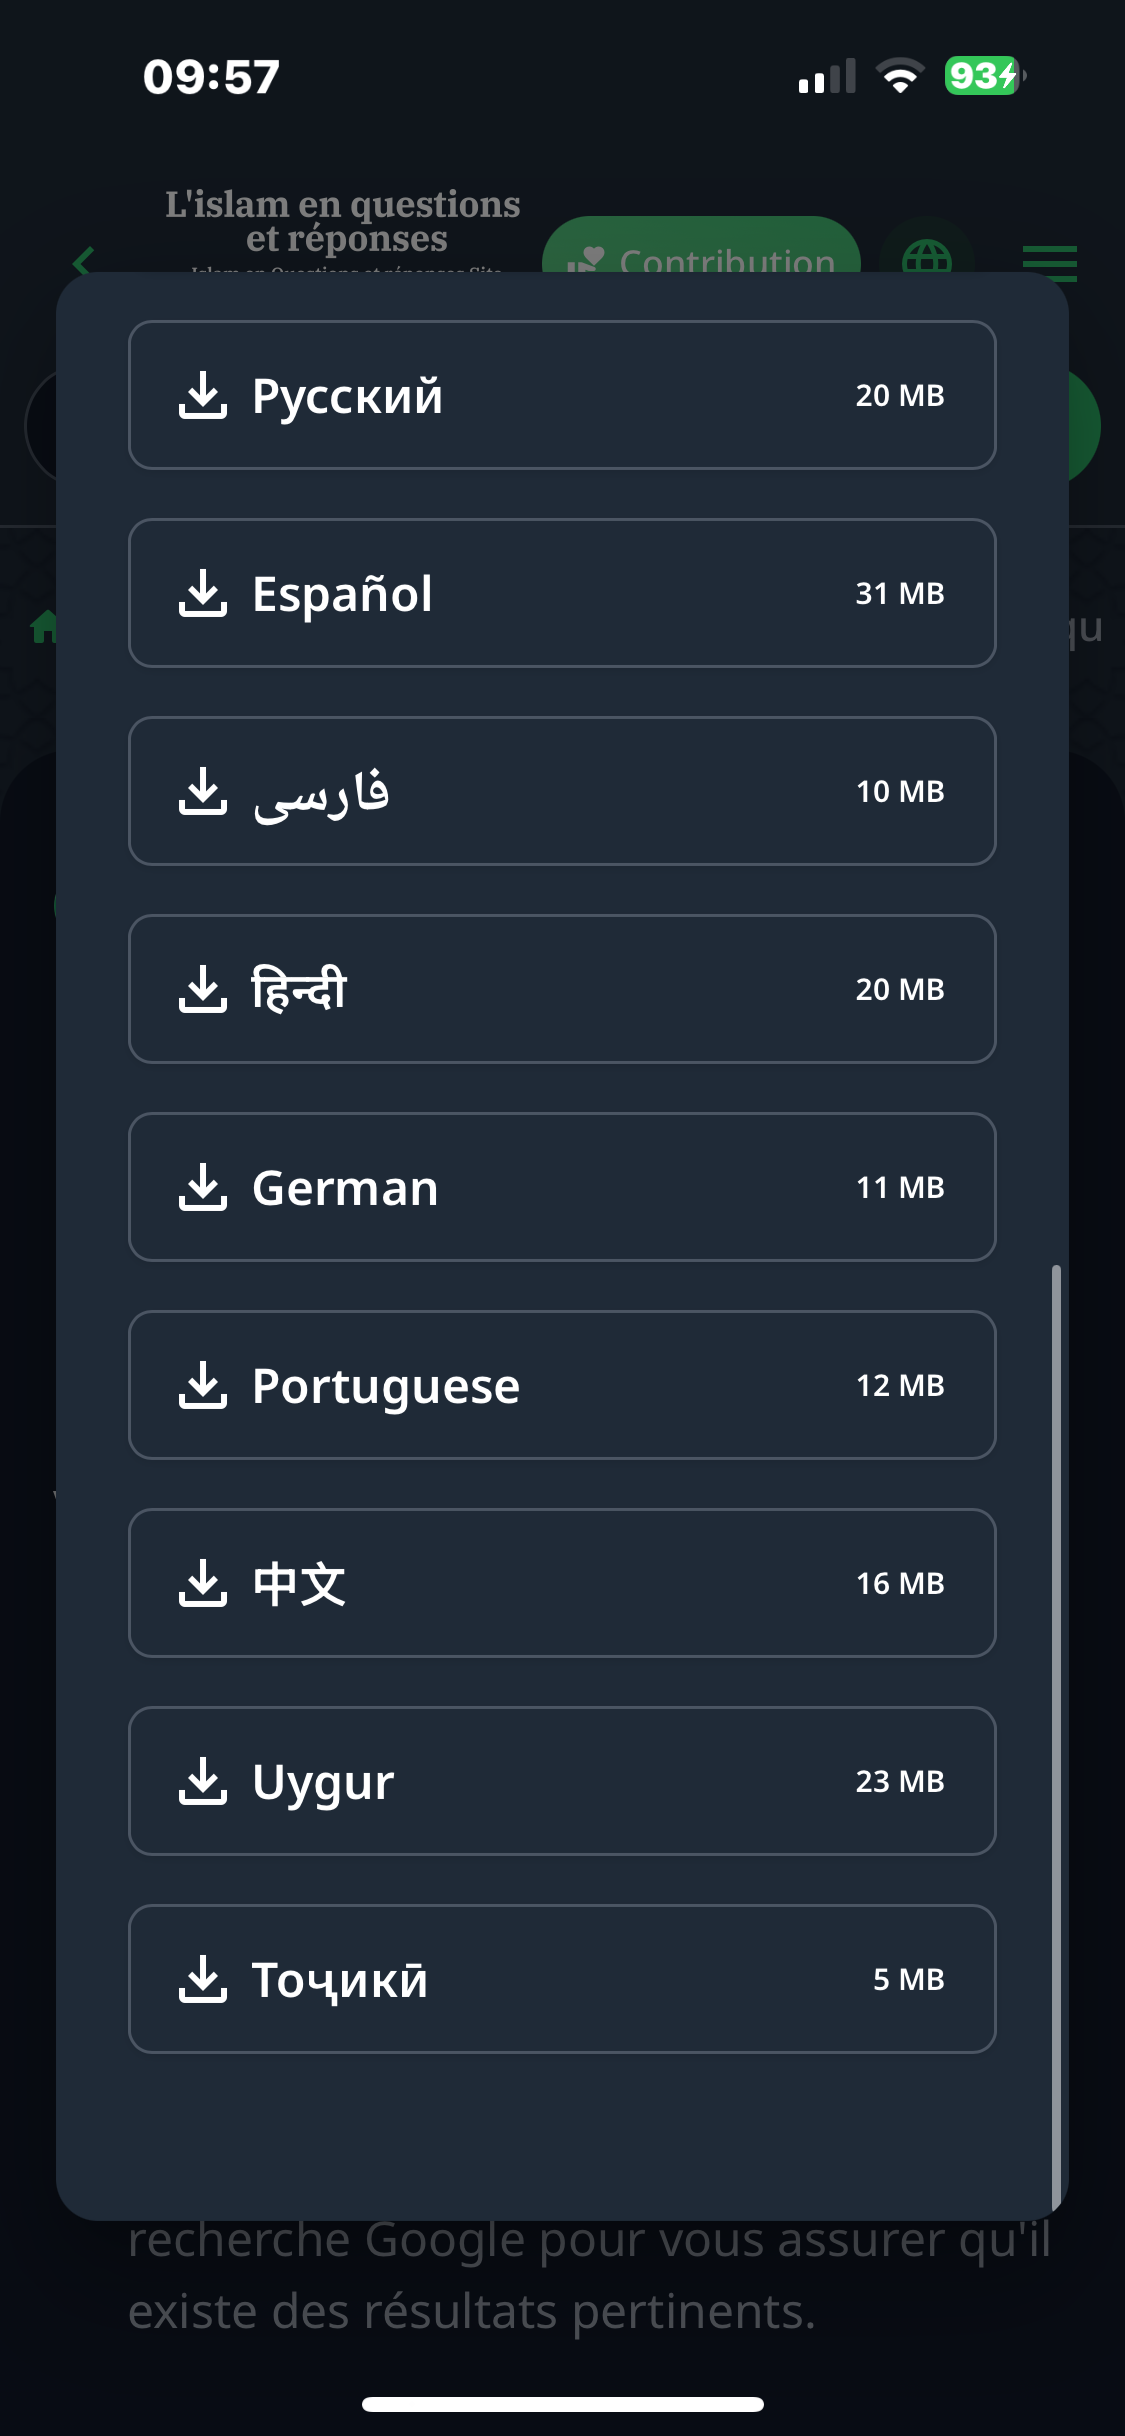 09:57
93
L'islam en questions
et réponses
Contribution
Русский
20 MB
Español
31 MB
qu
فارسی
10 MB
हिन्दी
20 MB
German
11 MB
Portuguese
12 MB
中文
16 MB
Uygur
23 MB
Тоҷикӣ
5 MB
recherche Google pour vous assurer qu'il
existe des résultats pertinents.